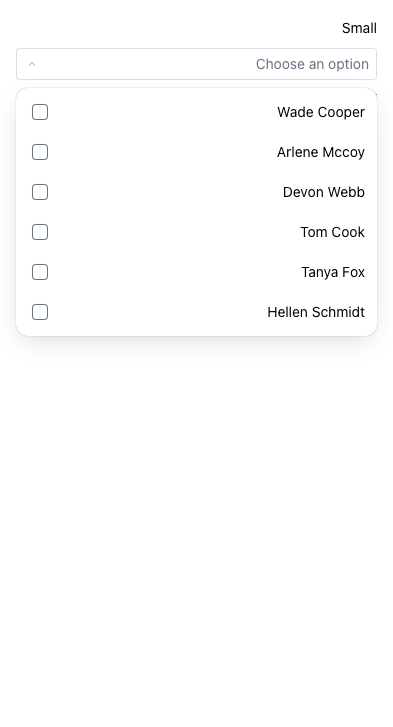 Small
Choose an option
Wade Cooper
Arlene Mccoy
Devon Webb
Tom Cook
Tanya Fox
Hellen Schmidt